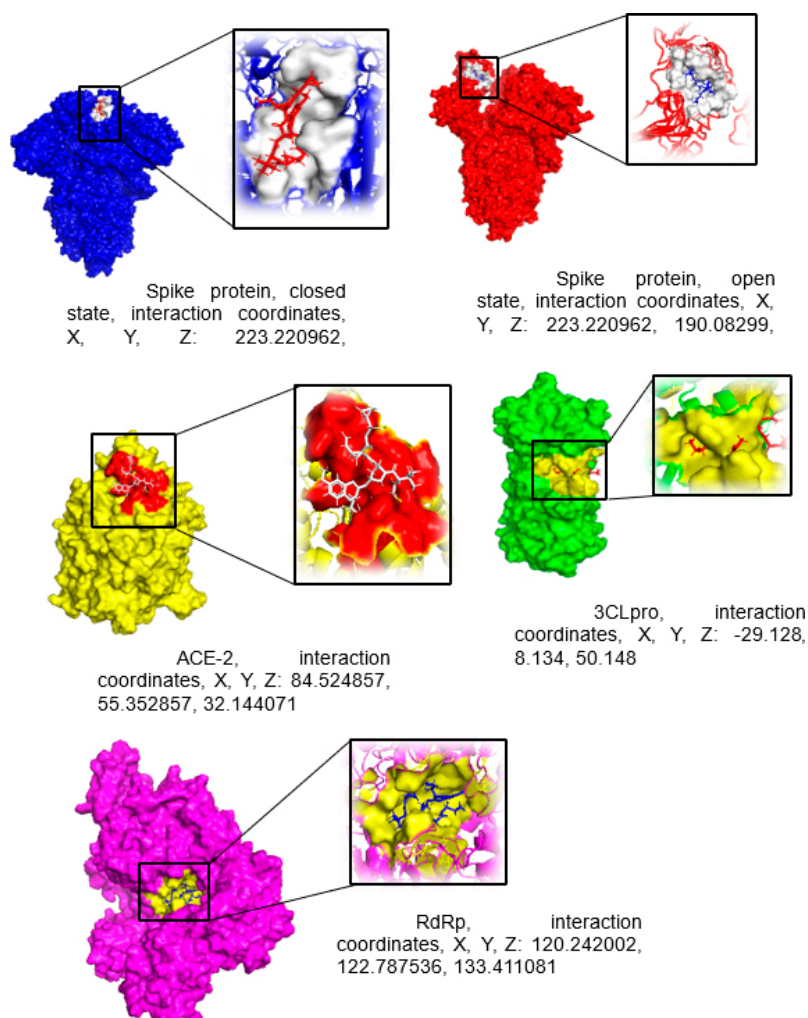 Spike protein, closed
state, interaction coordinates,
X, Y, Z: 223.220962,
Spike protein, open
state, interaction coordinates, X,
Y, Z: 223.220962, 190.08299,
3CLpro, interaction
coordinates, X, Y, Z: -29.128,
8.134, 50.148
ACE-2, interaction
coordinates, X, Y, Z: 84.524857,
55.352857, 32.144071
RdRp, interaction
coordinates, X, Y, Z: 120.242002,
122.787536, 133.411081